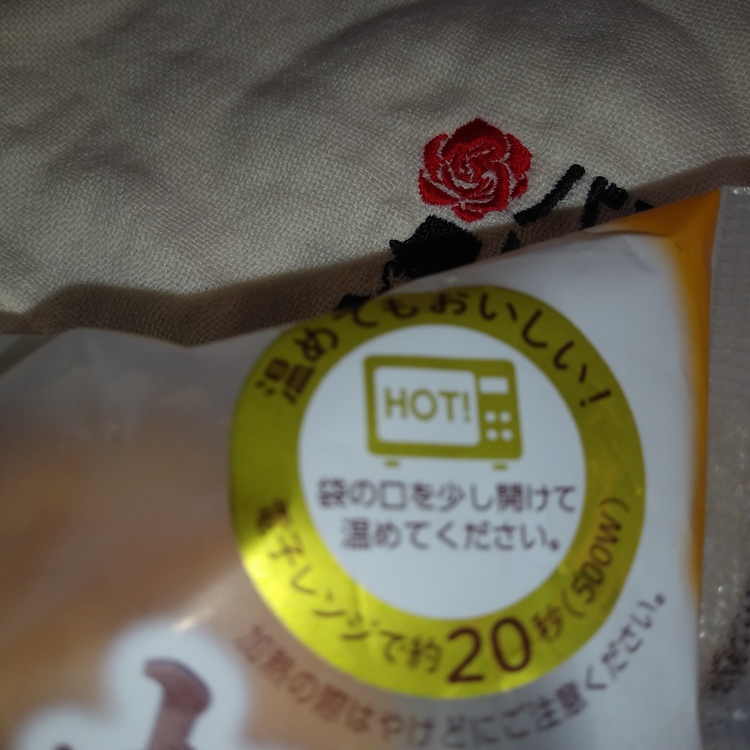 温めてもおいしい!
HOT!
袋の口を少し開けて
温めてください。
電子レンジで約20秒(500W)
加熱の際はやけどにご注意ください。